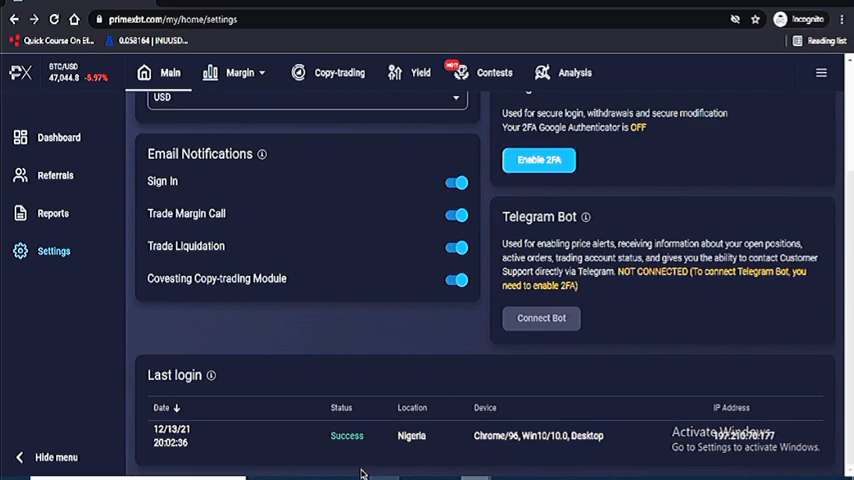 primexbt.com/my/home/settings
Incognito
Quick Course On Ef...
0.058164 | INUUSD...
Reading list
BTC/USD
47,044.8 -5.97%
Main
Margin
Copy-trading
Yield
HOT
Contests
Analysis
USD
Used for secure login, withdrawals and secure modification
Your 2FA Google Authenticator is OFF
Enable 2FA
Dashboard
Referrals
Reports
Settings
Email Notifications
Sign In
Trade Margin Call
Trade Liquidation
Covesting Copy-trading Module
Telegram Bot
Used for enabling price alerts, receiving information about your open positions,
active orders, trading account status, and gives you the ability to contact Customer
Support directly via Telegram. NOT CONNECTED (To connect Telegram Bot, you
need to enable 2FA)
Connect Bot
Last login
Date Status Location Device IP Address
12/13/21
20:02:36
Success Nigeria Chrome/96, Win10/10.0, Desktop
Activate Windows
Go to Settings to activate Windows.
Hide menu